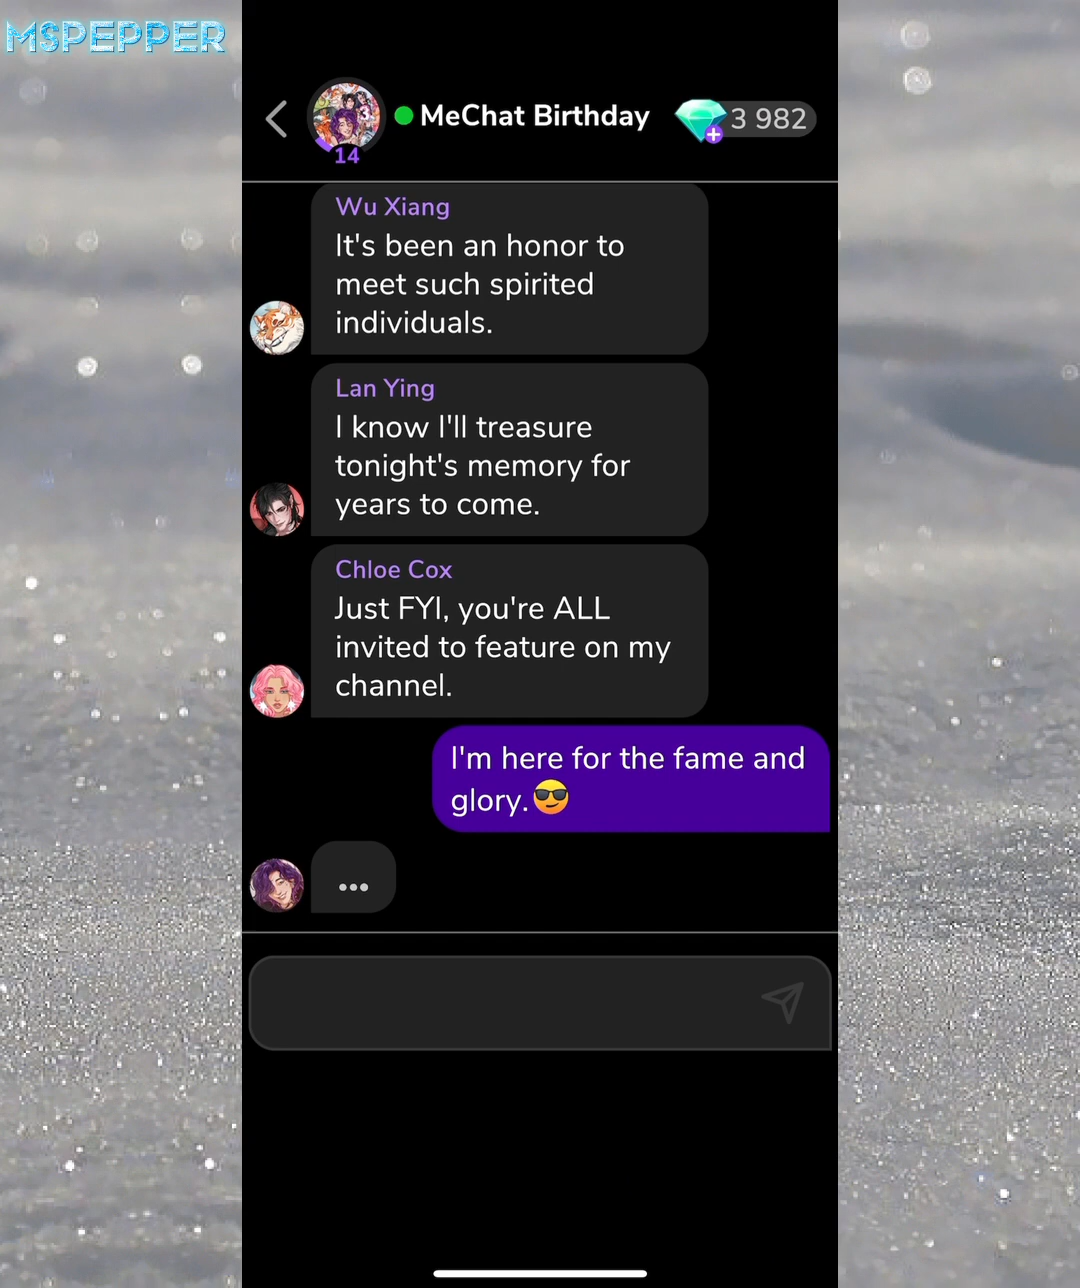 MSPEPPER
MeChat Birthday
3 982
14
Wu Xiang
It's been an honor to
meet such spirited
individuals.
Lan Ying
I know I'll treasure
tonight's memory for
years to come.
Chloe Cox
Just FYI, you're ALL
invited to feature on my
channel.
I'm here for the fame and
glory.😎
...